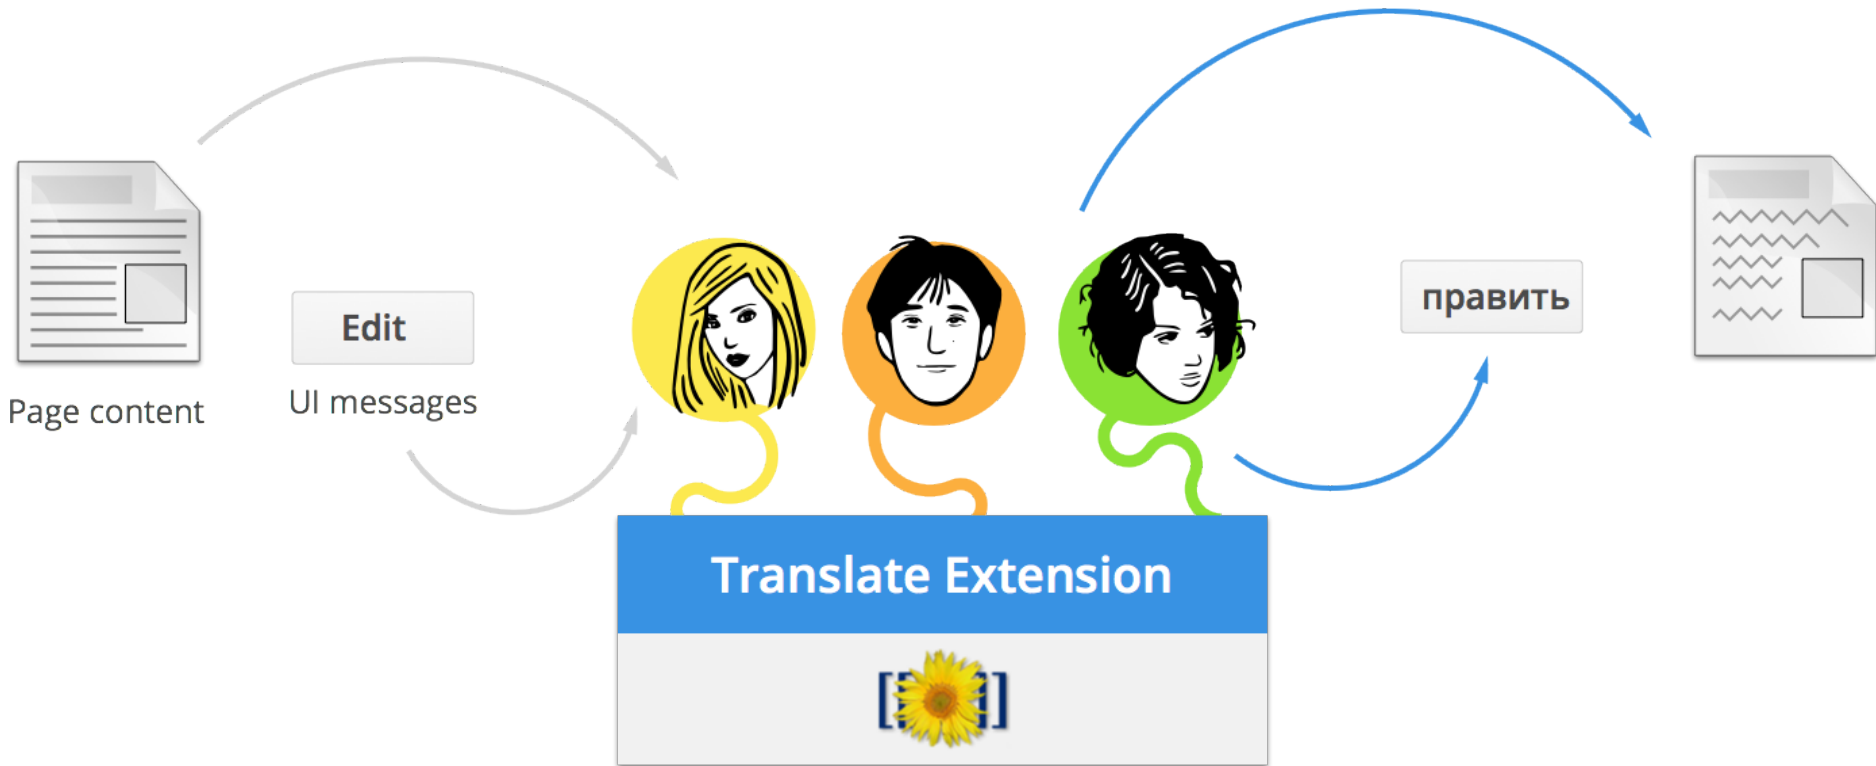 Page content
Edit
UI messages
править
Translate Extension
[[ ]]